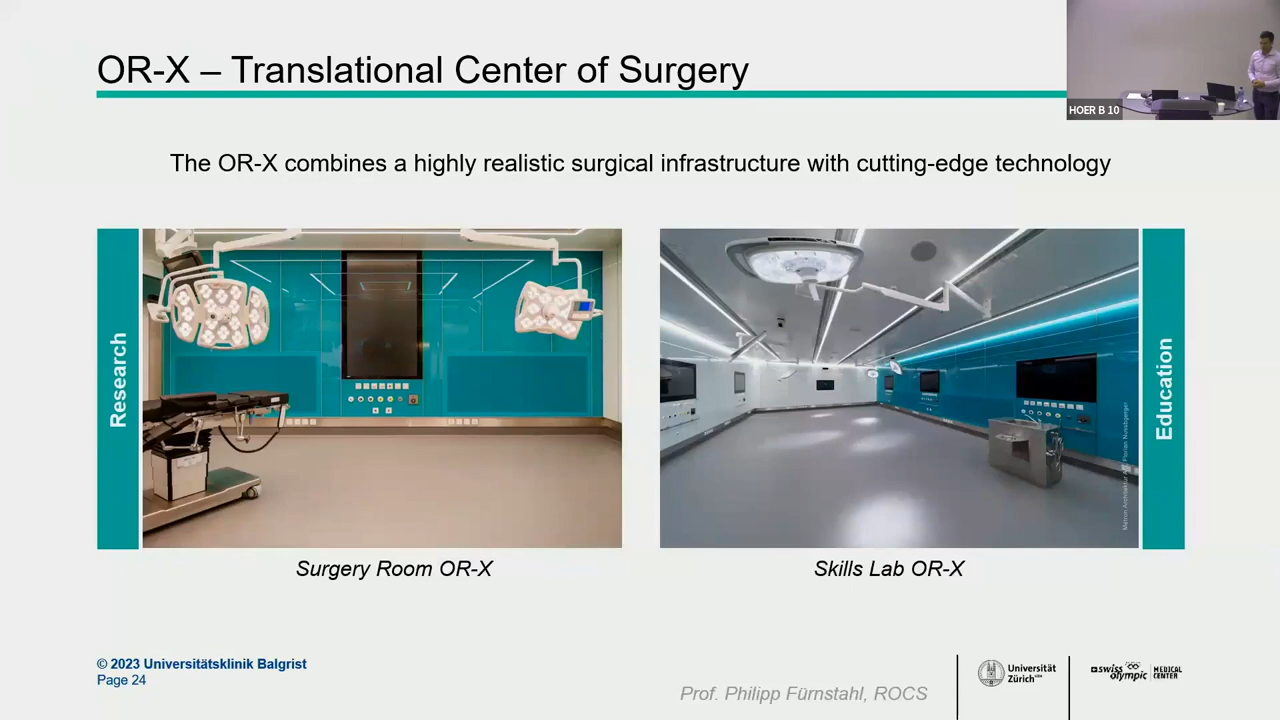 OR-X – Translational Center of Surgery
HOER B 10
The OR-X combines a highly realistic surgical infrastructure with cutting-edge technology
Research
Education
Surgery Room OR-X
Skills Lab OR-X
© 2023 Universitätsklinik Balgrist
Page 24
Prof. Philipp Fürnstahl, ROCS
Universität
Zürich UZH
swiss
olympic
MEDICAL
CENTER